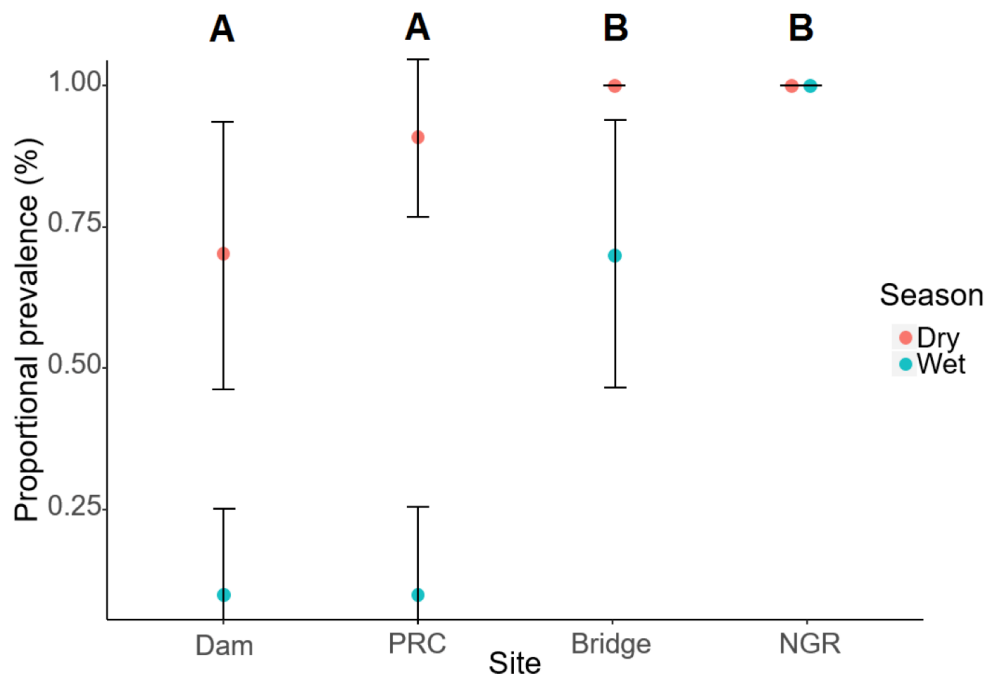 A A B B
1.00
0.75
0.50
0.25
Proportional prevalence (%)
Dam PRC Bridge NGR
Site
Season
Dry
Wet